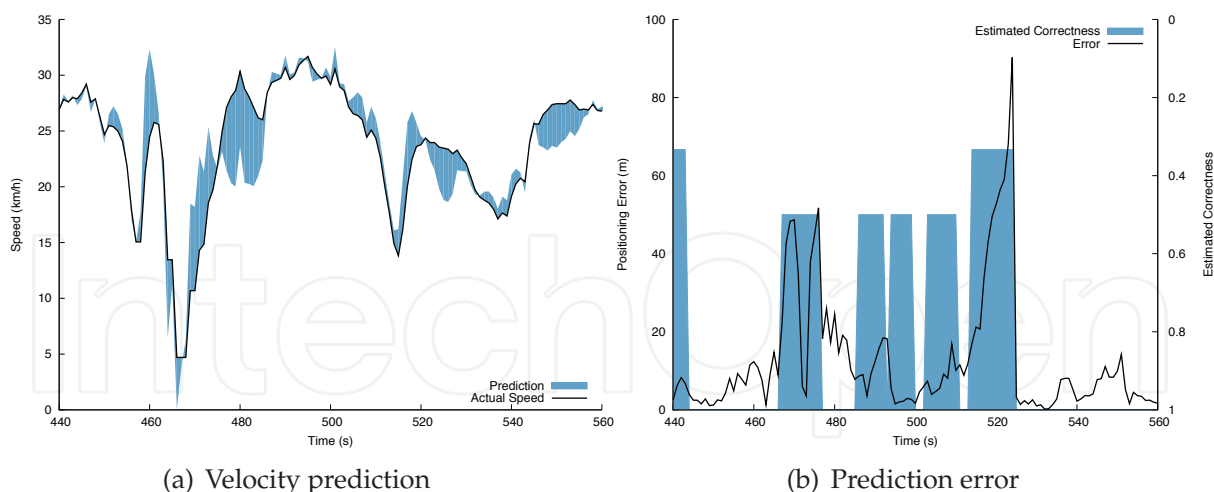 35
30
25
20
15
10
5
0
Speed (km/h)
440 460 480 500 520 540 560
Time (s)
Prediction
Actual Speed
(a) Velocity prediction
100
80
60
40
20
0
Positioning Error (m)
0
0.2
0.4
0.6
0.8
1
Estimated Correctness
Estimated Correctness
Error
440 460 480 500 520 540 560
Time (s)
(b) Prediction error
IntechOpen